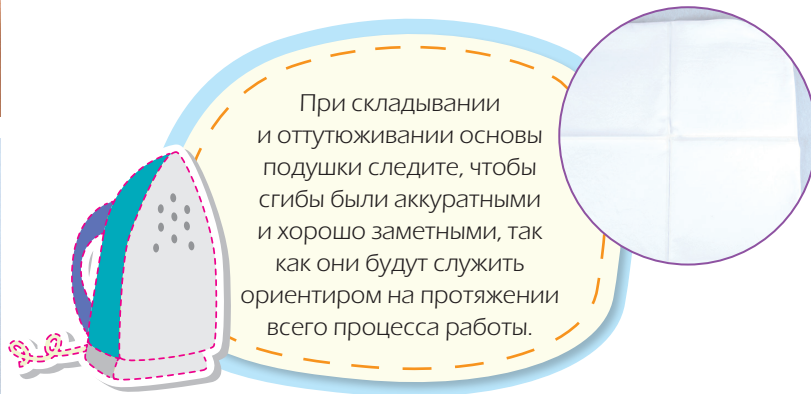 При складывании
и оттутюживании основы
подушки следите, чтобы
сгибы были аккуратными
и хорошо заметными, так
как они будут служить
ориентиром на протяжении
всего процесса работы.